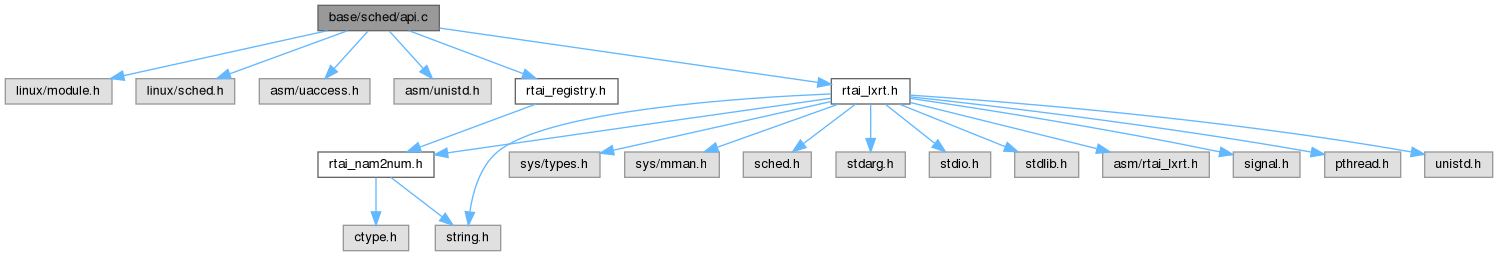 base/sched/api.c
linux/module.h
linux/sched.h
asm/uaccess.h
asm/unistd.h
rtai_registry.h
rtai_lxrt.h
rtai_nam2num.h
sys/types.h
sys/mman.h
sched.h
stdarg.h
stdio.h
stdlib.h
asm/rtai_lxrt.h
signal.h
pthread.h
unistd.h
ctype.h
string.h